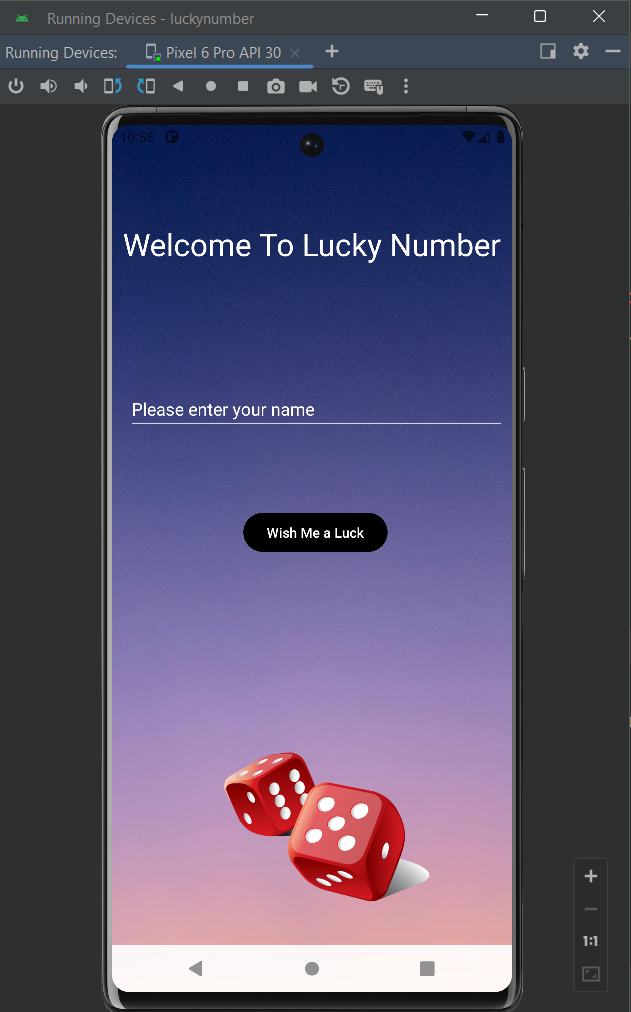 Running Devices - luckynumber
Running Devices:
Pixel 6 Pro API 30
10:58
Welcome To Lucky Number
Please enter your name
Wish Me a Luck
1:1